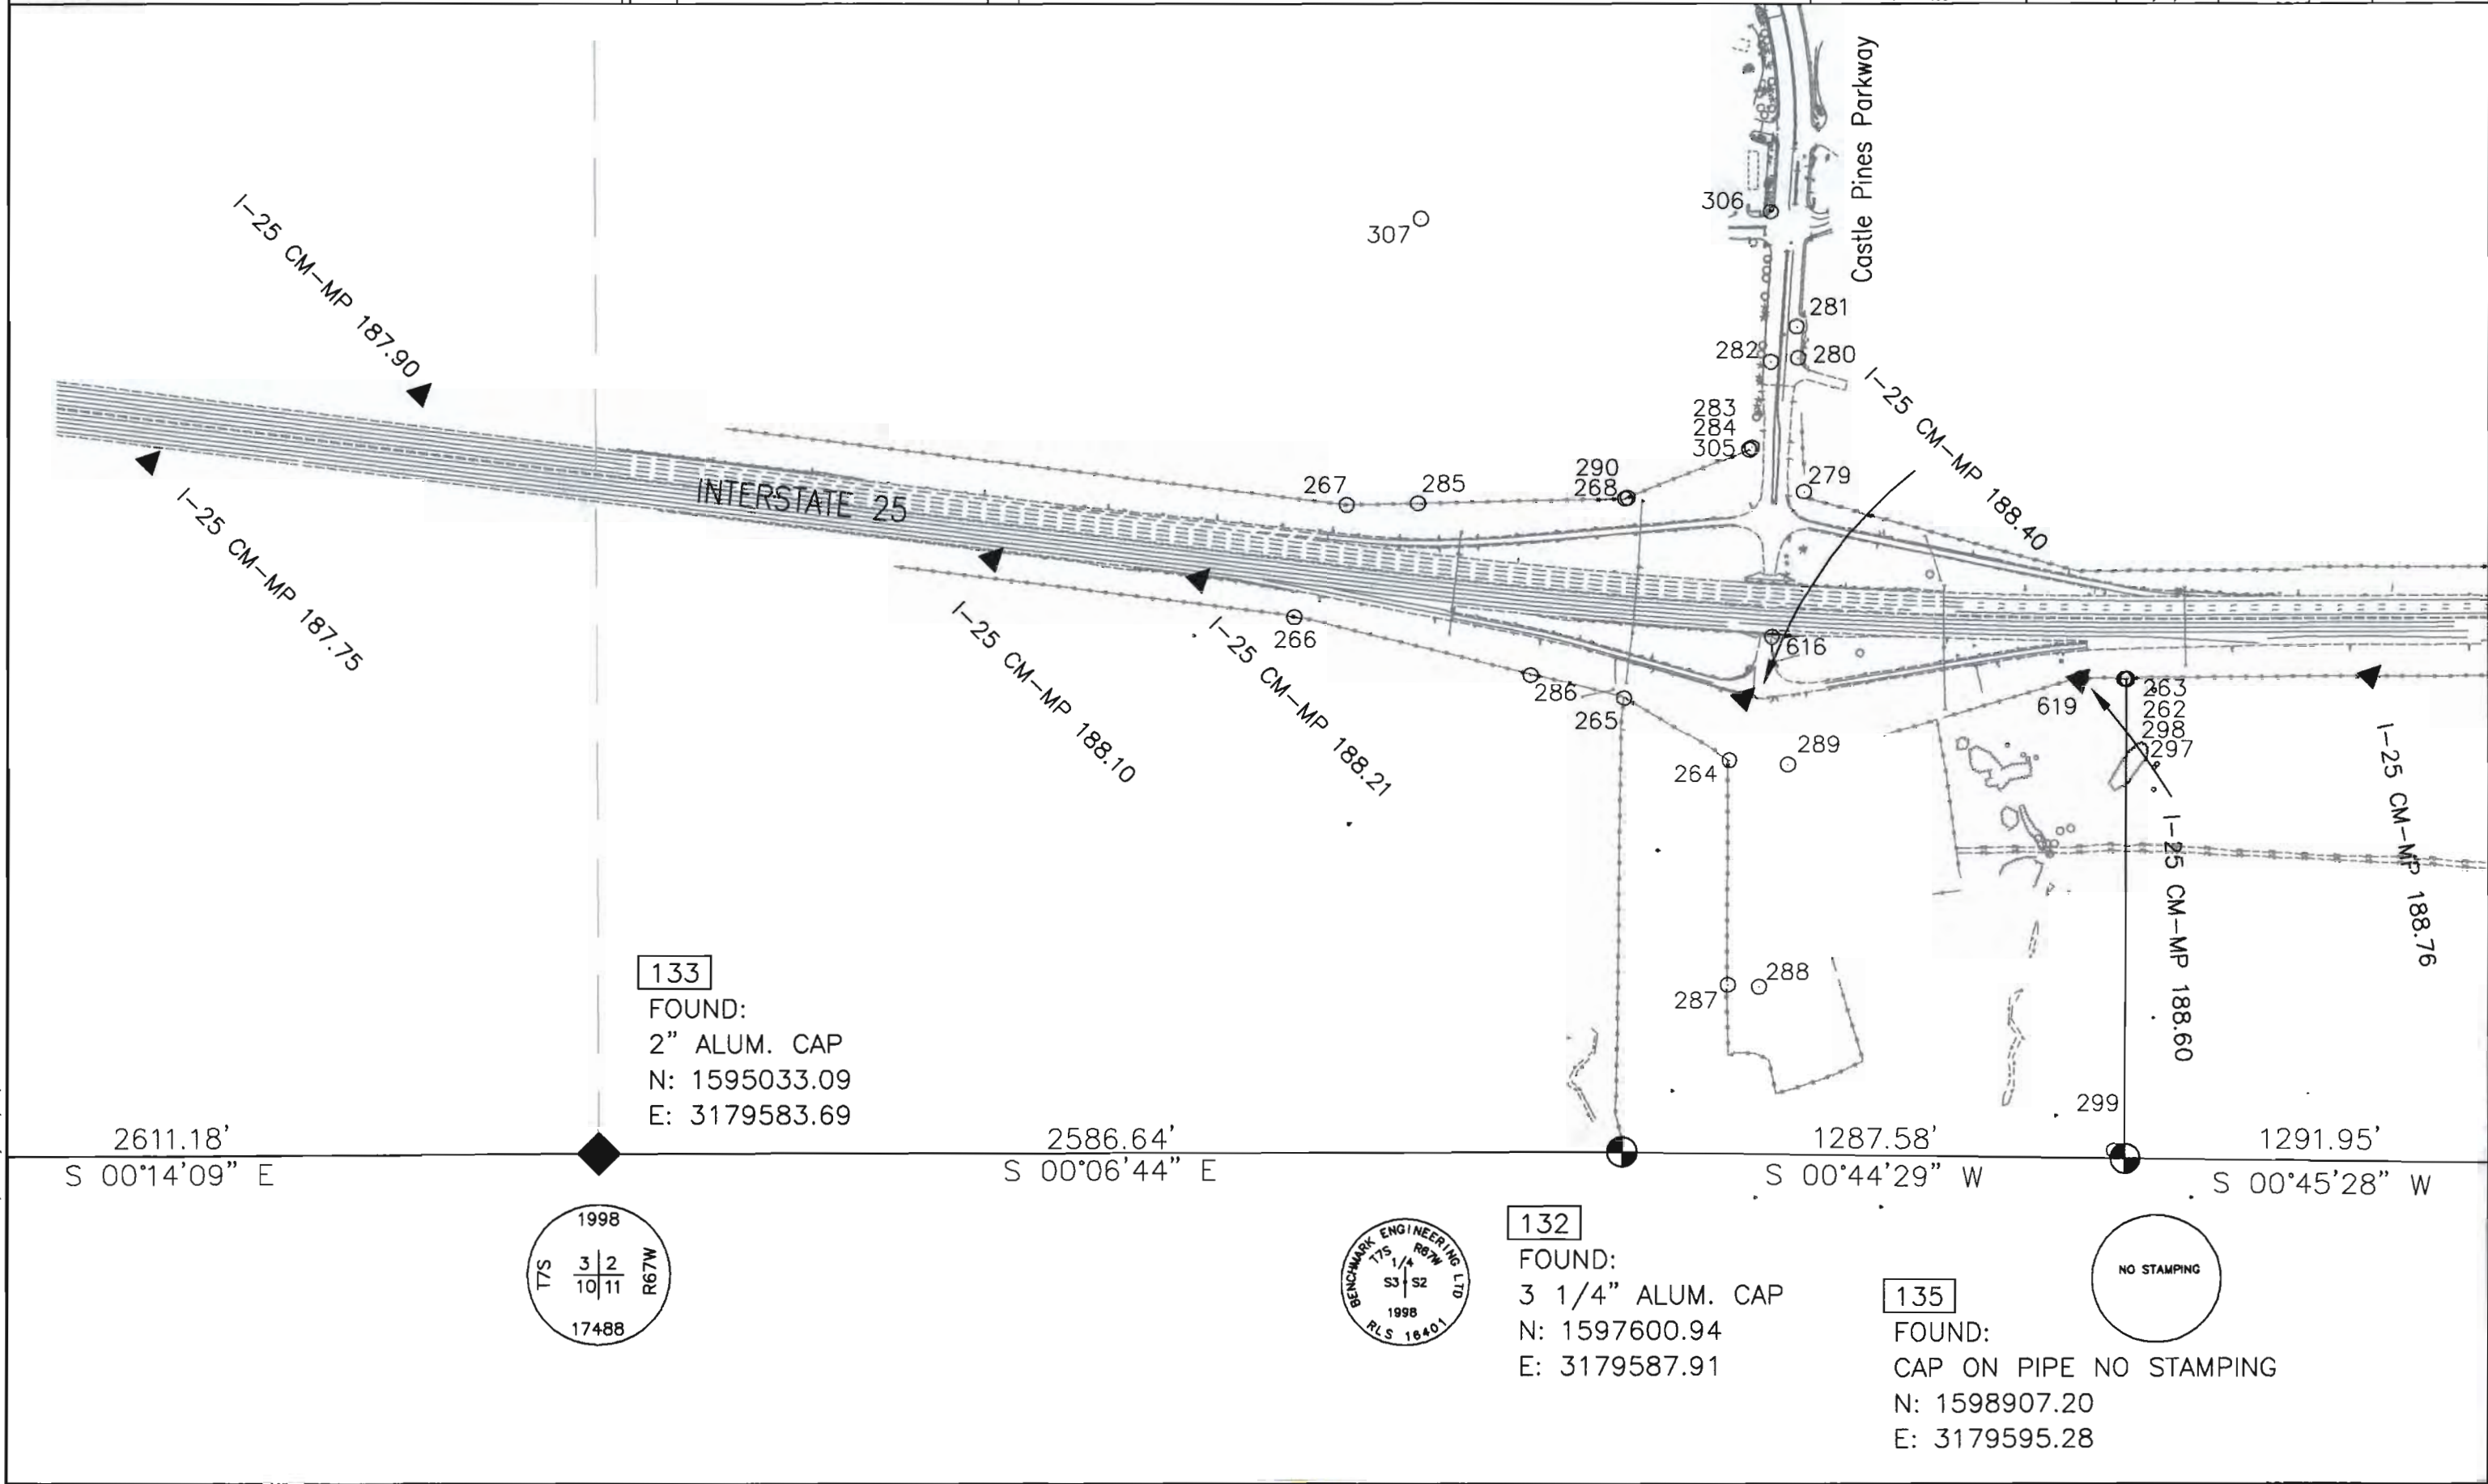 Castle Pines Parkway
I-25 CM-MP 187.90
307
306
281
282
280
I-25 CM-MP 188.40
283
284
305
290
268
267
285
279
INTERSTATE 25
I-25 CM-MP 187.75
I-25 CM-MP 188.10
266
I-25 CM-MP 188.21
286
265
616
264
289
619
263
262
298
297
I-25 CM-MP 188.76
I-25 CM-MP 188.60
287
288
299
133
FOUND:
2" ALUM. CAP
N: 1595033.09
E: 3179583.69
2611.18'
S 00°14'09" E
2586.64'
S 00°06'44" E
1287.58'
S 00°44'29" W
1291.95'
S 00°45'28" W
1998
T7S
3 2
10 11
R67W
17488
BENCHMARK ENGINEERING LTD
T7S R67W
1/4
S3 S2
1998
RLS 16401
132
FOUND:
3 1/4" ALUM. CAP
N: 1597600.94
E: 3179587.91
NO STAMPING
135
FOUND:
CAP ON PIPE NO STAMPING
N: 1598907.20
E: 3179595.28